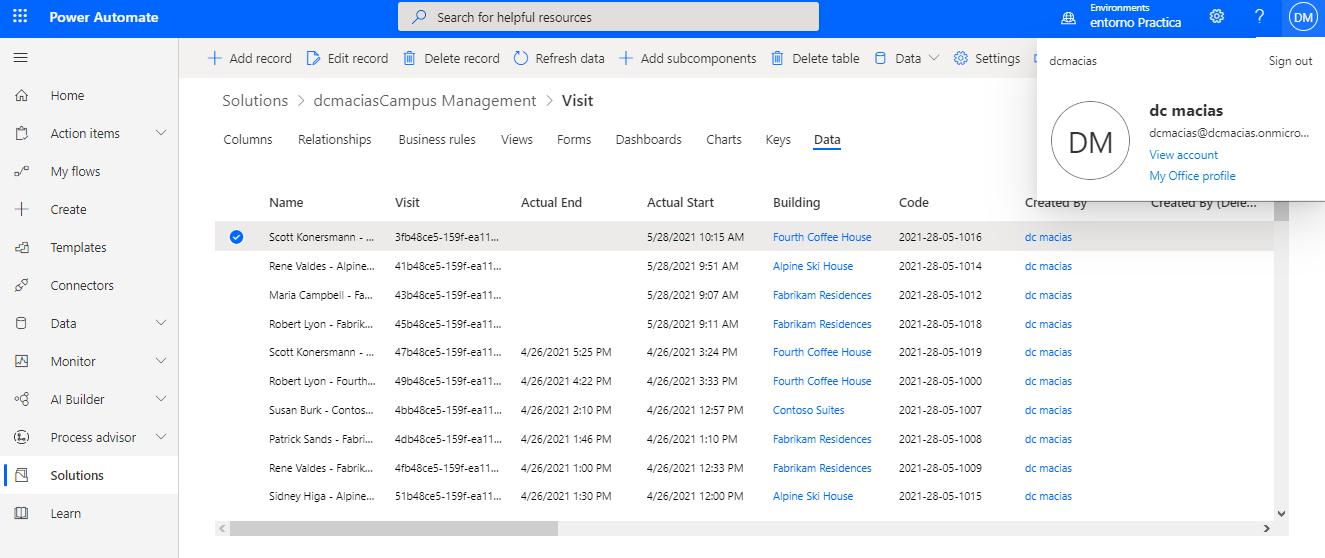 Power Automate
Search for helpful resources
Environments
entorno Practica
DM
Home
Action items
My flows
Create
Templates
Connectors
Data
Monitor
AI Builder
Process advisor
Solutions
Learn
Add record Edit record Delete record Refresh data Add subcomponents Delete table Data Settings
Solutions > dcmaciasCampus Management > Visit
Columns Relationships Business rules Views Forms Dashboards Charts Keys Data
dcmacias Sign out
DM
dc macias
dcmacias@dcmacias.onmicro...
View account
My Office profile
Name Visit Actual End Actual Start Building Code Created By Created By (Dele...
Scott Konersmann - ... 3fb48ce5-159f-ea11... 5/28/2021 10:15 AM Fourth Coffee House 2021-28-05-1016 dc macias
Rene Valdes - Alpine... 41b48ce5-159f-ea11... 5/28/2021 9:51 AM Alpine Ski House 2021-28-05-1014 dc macias
Maria Campbell - Fa... 43b48ce5-159f-ea11... 5/28/2021 9:07 AM Fabrikam Residences 2021-28-05-1012 dc macias
Robert Lyon - Fabrik... 45b48ce5-159f-ea11... 5/28/2021 9:11 AM Fabrikam Residences 2021-28-05-1018 dc macias
Scott Konersmann - ... 47b48ce5-159f-ea11... 4/26/2021 5:25 PM 4/26/2021 3:24 PM Fourth Coffee House 2021-28-05-1019 dc macias
Robert Lyon - Fourth... 49b48ce5-159f-ea11... 4/26/2021 4:22 PM 4/26/2021 3:33 PM Fourth Coffee House 2021-28-05-1000 dc macias
Susan Burk - Contos... 4bb48ce5-159f-ea11... 4/26/2021 2:10 PM 4/26/2021 12:57 PM Contoso Suites 2021-28-05-1007 dc macias
Patrick Sands - Fabri... 4db48ce5-159f-ea11... 4/26/2021 1:46 PM 4/26/2021 1:10 PM Fabrikam Residences 2021-28-05-1008 dc macias
Rene Valdes - Fabrik... 4fb48ce5-159f-ea11... 4/26/2021 1:00 PM 4/26/2021 12:33 PM Fabrikam Residences 2021-28-05-1009 dc macias
Sidney Higa - Alpine... 51b48ce5-159f-ea11... 4/26/2021 1:30 PM 4/26/2021 12:00 PM Alpine Ski House 2021-28-05-1015 dc macias